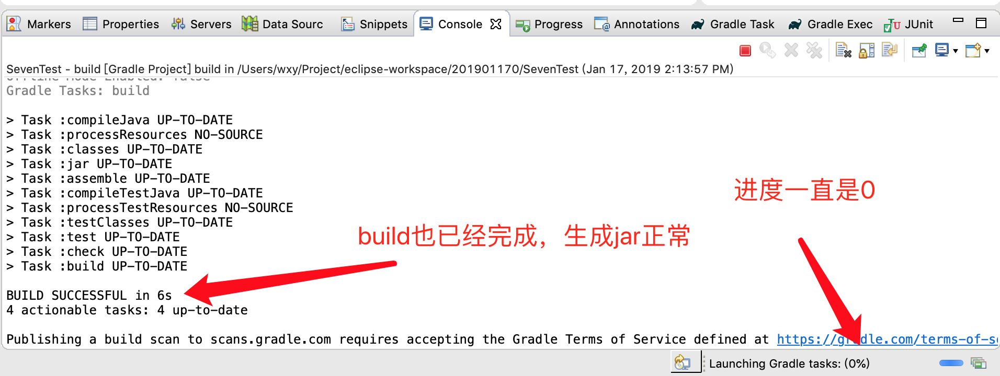 Markers Properties Servers Data Sourc Snippets Console Progress Annotations Gradle Task Gradle Exec JUnit
SevenTest - build [Gradle Project] build in /Users/wxy/Project/eclipse-workspace/201901170/SevenTest (Jan 17, 2019 2:13:57 PM)
Offline Mode Enabled: false
Gradle Tasks: build
> Task :compileJava UP-TO-DATE
> Task :processResources NO-SOURCE
> Task :classes UP-TO-DATE
> Task :jar UP-TO-DATE
> Task :assemble UP-TO-DATE
> Task :compileTestJava UP-TO-DATE
进度一直是0
> Task :processTestResources NO-SOURCE
> Task :testClasses UP-TO-DATE
> Task :test UP-TO-DATE
build也已经完成，生成jar正常
> Task :check UP-TO-DATE
> Task :build UP-TO-DATE
BUILD SUCCESSFUL in 6s
4 actionable tasks: 4 up-to-date
Publishing a build scan to scans.gradle.com requires accepting the Gradle Terms of Service defined at https://gradle.com/terms-of-s
Launching Gradle tasks: (0%)